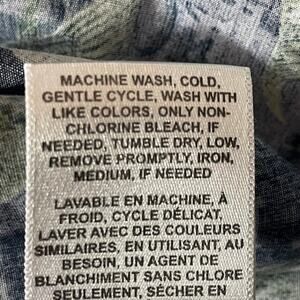 MACHINE WASH, COLD,
GENTLE CYCLE, WASH WITH
LIKE COLORS, ONLY NON-
CHLORINE BLEACH, IF
NEEDED, TUMBLE DRY, LOW,
REMOVE PROMPTLY, IRON,
MEDIUM, IF NEEDED
LAVABLE EN MACHINE, À
FROID, CYCLE DÉLICAT,
LAVER AVEC DES COULEURS
SIMILAIRES, EN UTILISANT, AU
BESOIN, UN AGENT DE
BLANCHIMENT SANS CHLORE
SEULEMENT, SÉCHER EN